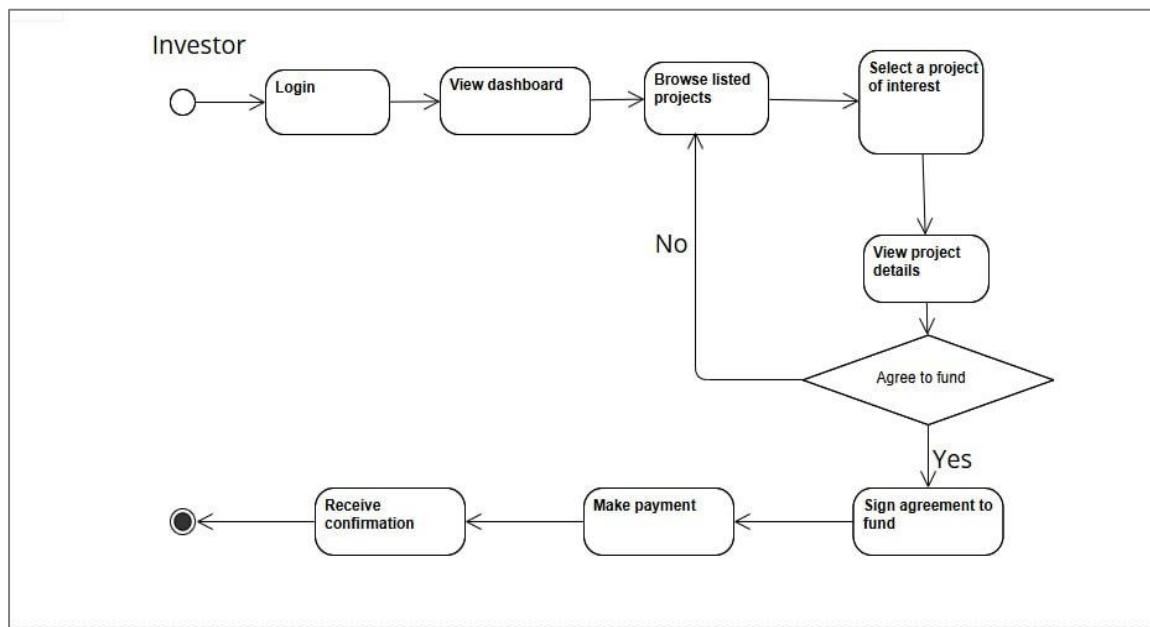 Investor
Login
View dashboard
Browse listed
projects
Select a project
of interest
View project
details
Agree to fund
No
Yes
Sign agreement to
fund
Make payment
Receive
confirmation